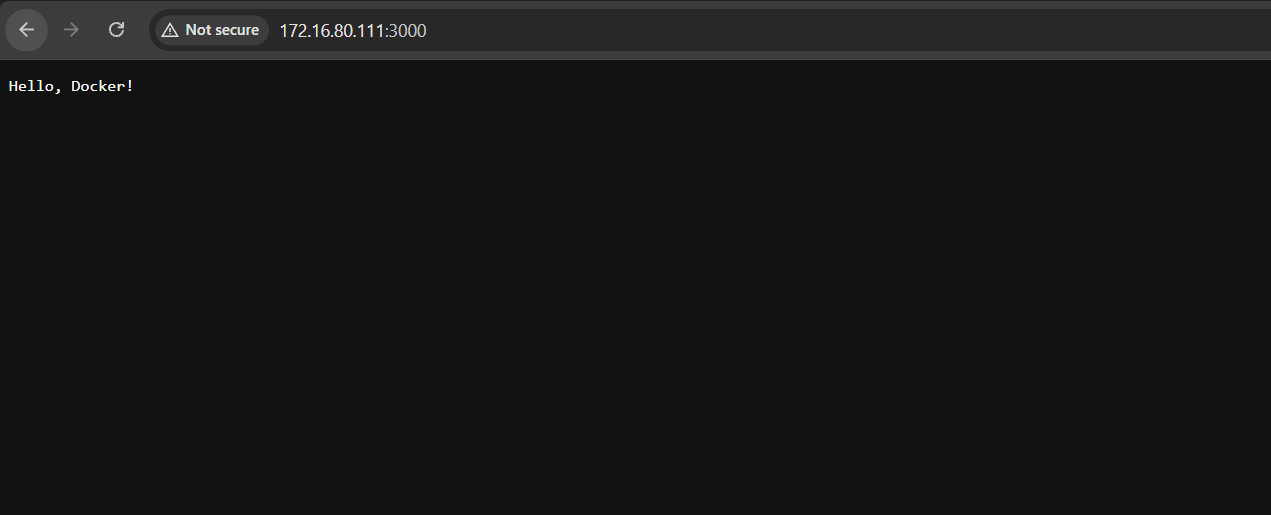 Not secure 172.16.80.111:3000
Hello, Docker!